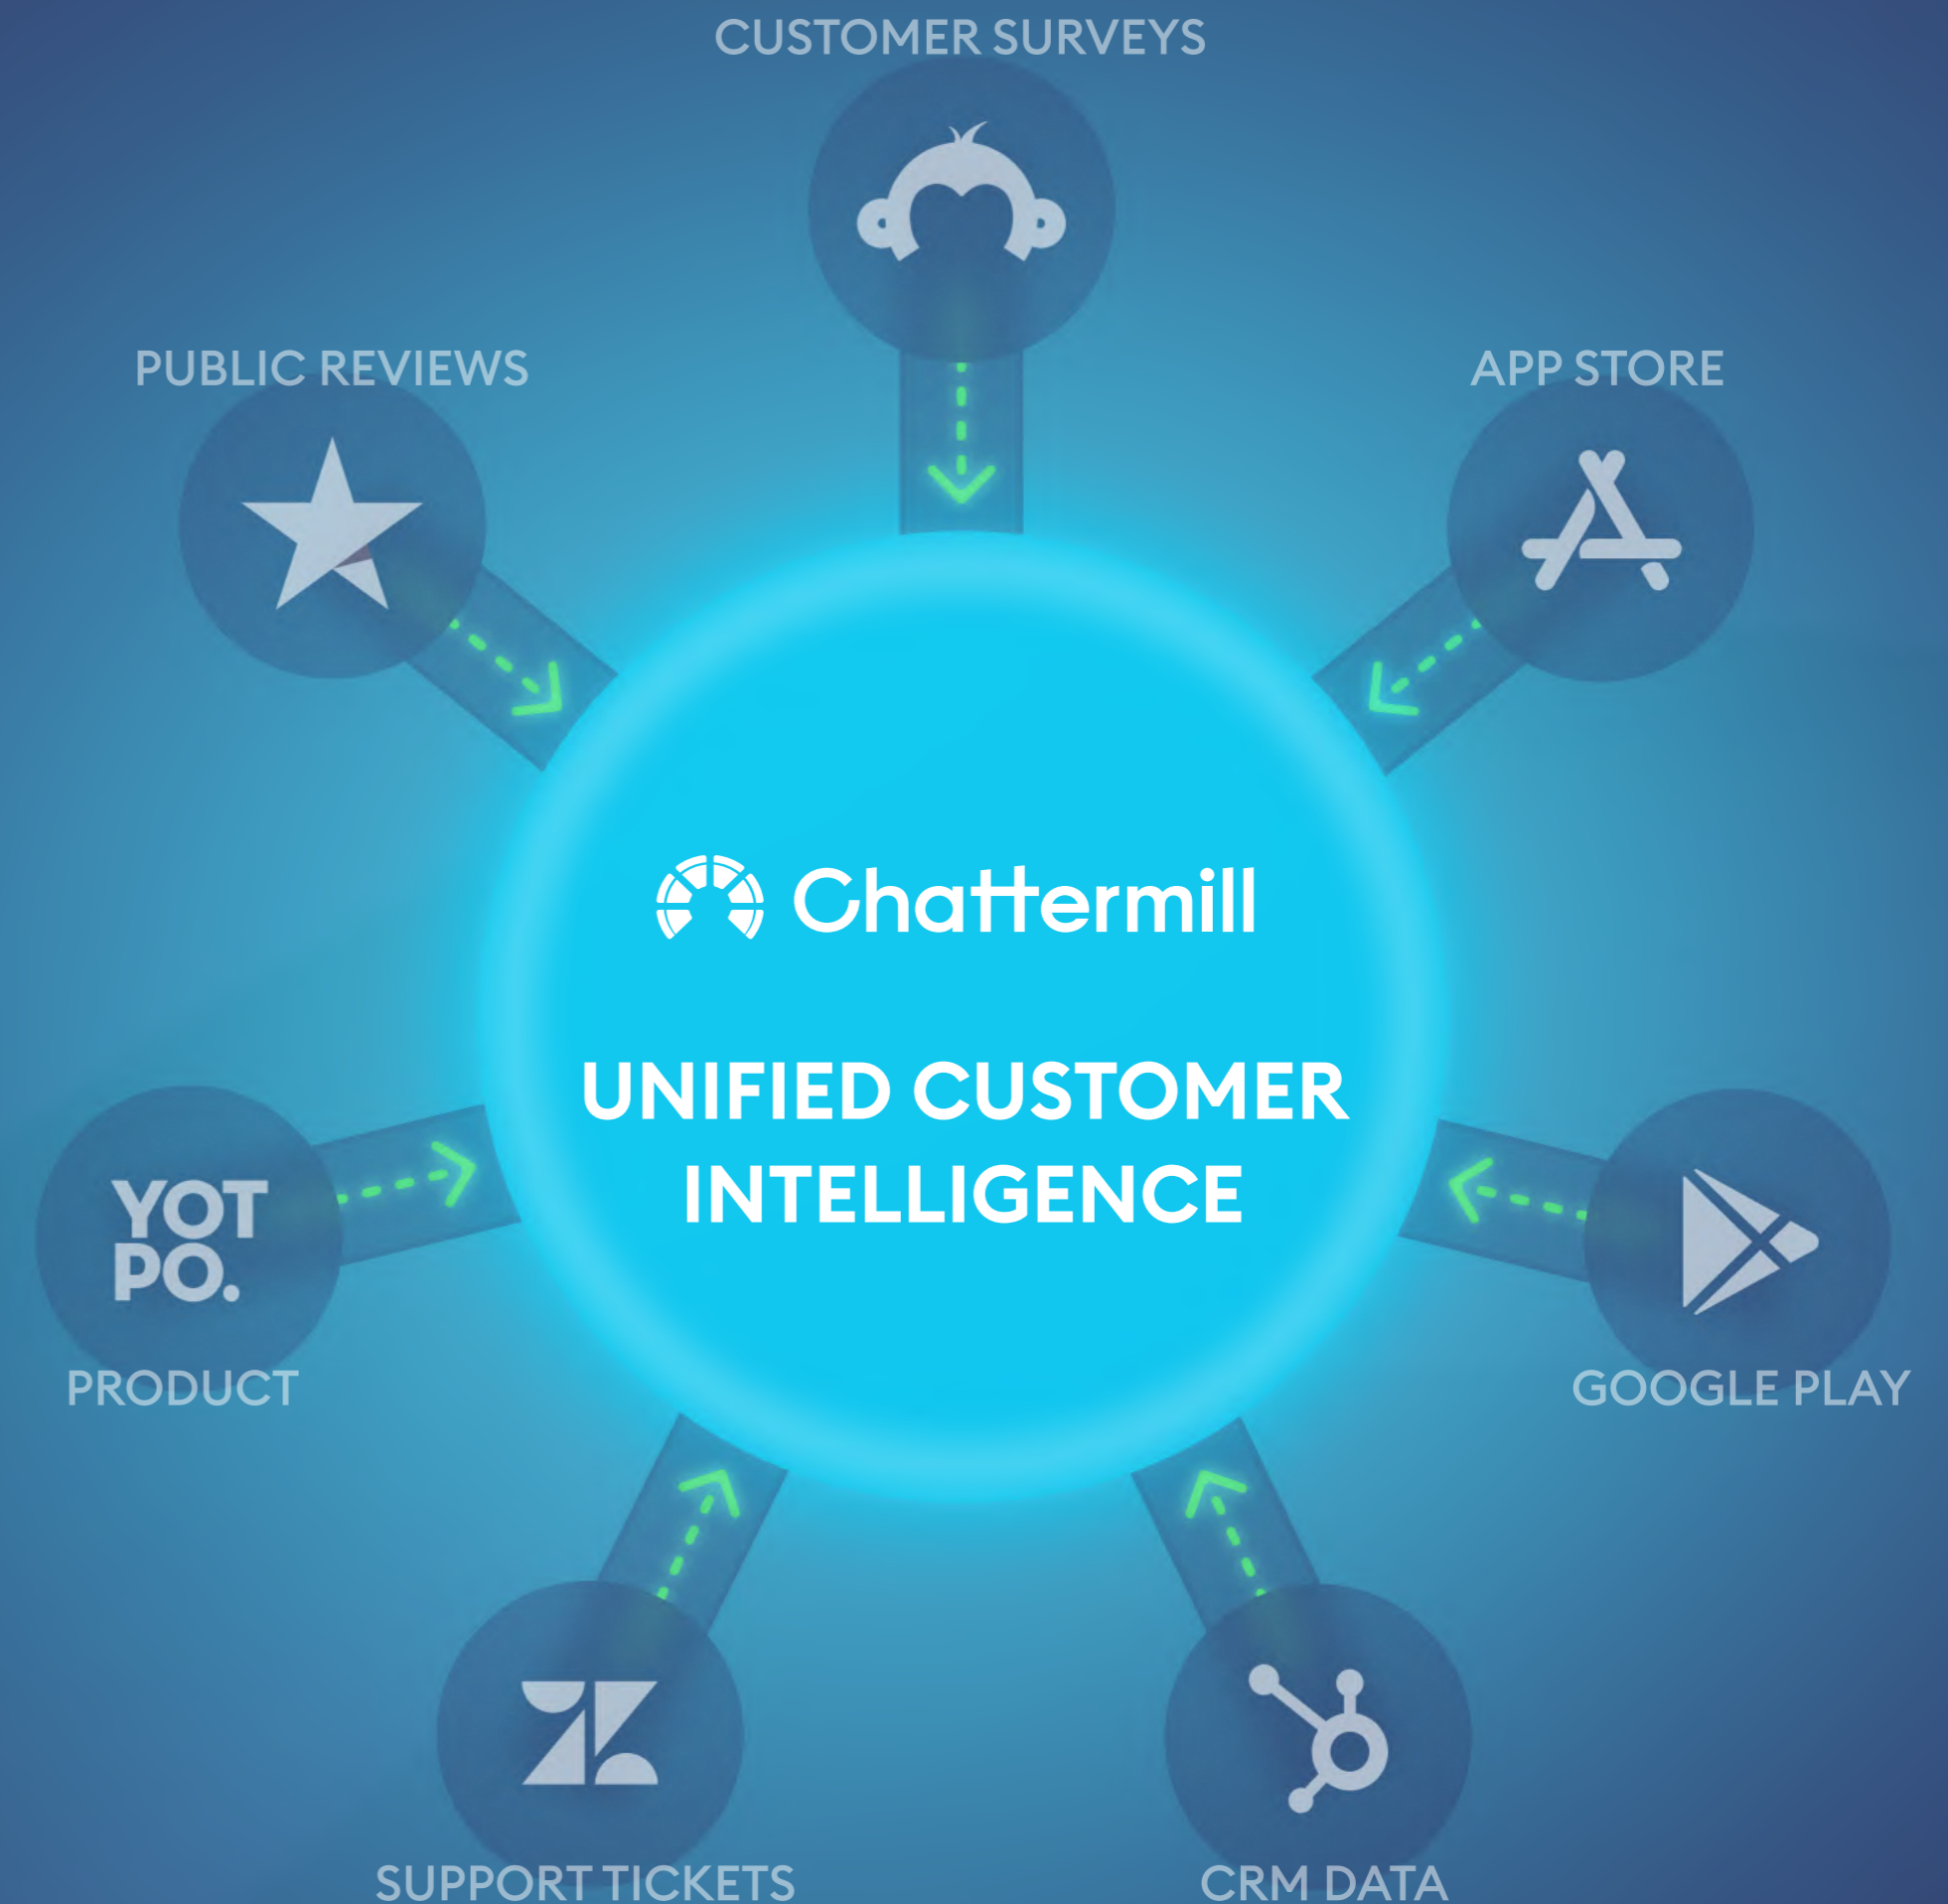 CUSTOMER SURVEYS
PUBLIC REVIEWS
APP STORE
Chattermill
UNIFIED CUSTOMER
INTELLIGENCE
YOT
PO.
PRODUCT
GOOGLE PLAY
SUPPORT TICKETS
CRM DATA